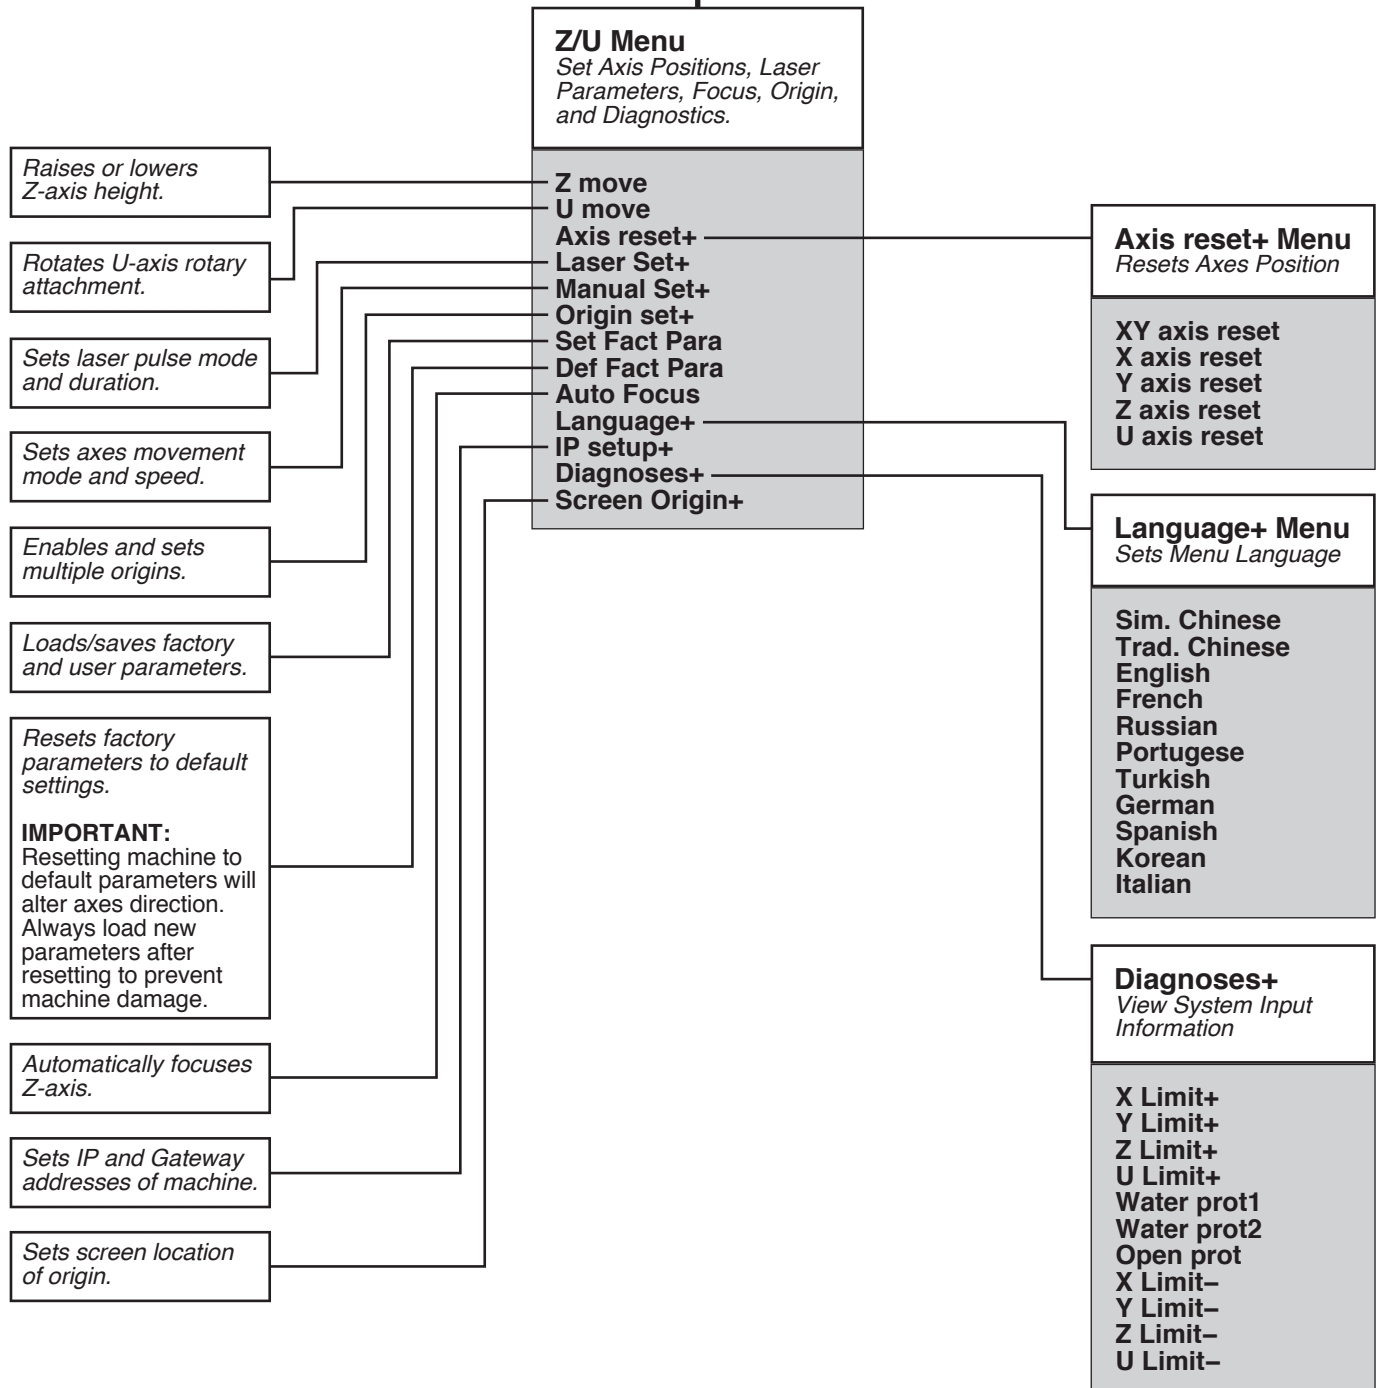 Z/U Menu
Set Axis Positions, Laser
Parameters, Focus, Origin,
and Diagnostics.
Z move
U move
Axis reset+
Laser Set+
Manual Set+
Origin set+
Set Fact Para
Def Fact Para
Auto Focus
Language+
IP setup+
Diagnoses+
Screen Origin+
Raises or lowers
Z-axis height.
Rotates U-axis rotary
attachment.
Sets laser pulse mode
and duration.
Sets axes movement
mode and speed.
Enables and sets
multiple origins.
Loads/saves factory
and user parameters.
Resets factory
parameters to default
settings.
IMPORTANT:
Resetting machine to
default parameters will
alter axes direction.
Always load new
parameters after
resetting to prevent
machine damage.
Automatically focuses
Z-axis.
Sets IP and Gateway
addresses of machine.
Sets screen location
of origin.
Axis reset+ Menu
Resets Axes Position
XY axis reset
X axis reset
Y axis reset
Z axis reset
U axis reset
Language+ Menu
Sets Menu Language
Sim. Chinese
Trad. Chinese
English
French
Russian
Portugese
Turkish
German
Spanish
Korean
Italian
Diagnoses+
View System Input
Information
X Limit+
Y Limit+
Z Limit+
U Limit+
Water prot1
Water prot2
Open prot
X Limit–
Y Limit–
Z Limit–
U Limit–